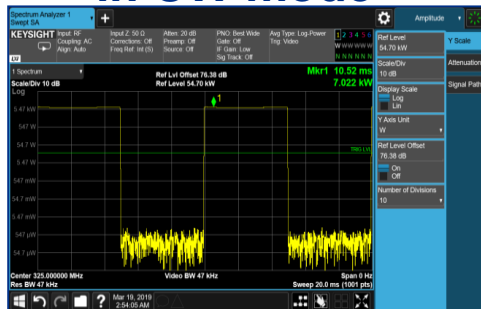 in CW mode
Spectrum Analyzer 1
Swept SA
+
Amplitude
KEYSIGHT Input: RF Input Z: 50 Ω Atten: 20 dB PNO: Best Wide Avg Type: Log-Power 1 2 3 4 5 6
Coupling: AC Corrections: Off Preamp: Off Gate: Off Trig: Video W W W W W W
Align: Auto Freq Ref: Int (S) Source: Off IF Gain: Low N N N N N N
Sig Track: Off
LV
1 Spectrum
Scale/Div 10 dB
Ref Lvl Offset 76.38 dB
Ref Level 54.70 kW
Mkr1 10.52 ms
7.022 kW
Log
1
5.47 kW
547 W
54.7 W
TRIG LVL
5.47 W
547 mW
54.7 mW
5.47 mW
547 µW
54.7 µW
Center 325.000000 MHz
Res BW 47 kHz
Video BW 47 kHz
Span 0 Hz
Sweep 20.0 ms (1001 pts)
Ref Level
54.70 kW
Scale/Div
10 dB
Display Scale
Log
Lin
Y Axis Unit
W
Ref Level Offset
76.38 dB
On
Off
Number of Divisions
10
Y Scale
Attenuation
Signal Path
?
Mar 19, 2019
2:54:05 AM